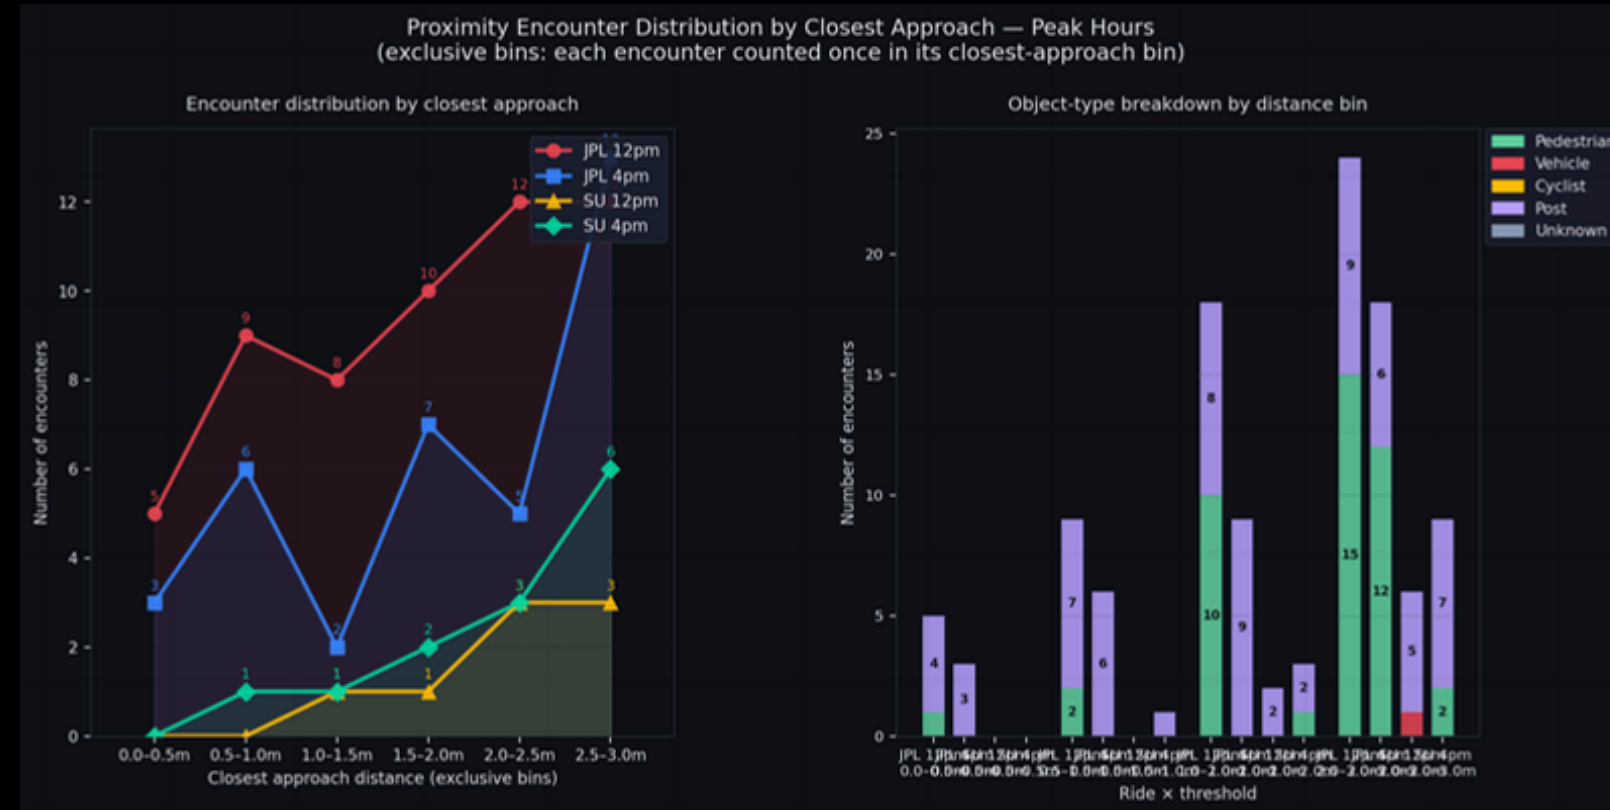 Proximity Encounter Distribution by Closest Approach — Peak Hours
(exclusive bins: each encounter counted once in its closest-approach bin)
Encounter distribution by closest approach
Number of encounters
12
10
8
6
4
2
0
5
9
8
10
12
3
6
2
7
5
1
1
2
3
6
1
3
JPL 12pm
JPL 4pm
SU 12pm
SU 4pm
0.0–0.5m
0.5–1.0m
1.0–1.5m
1.5–2.0m
2.0–2.5m
2.5–3.0m
Closest approach distance (exclusive bins)
Object-type breakdown by distance bin
Number of encounters
25
20
15
10
5
0
4
3
7
2
6
8
10
9
2
2
9
15
6
12
5
7
2
Vehicle
Cyclist
Post
Unknown
Ride × threshold